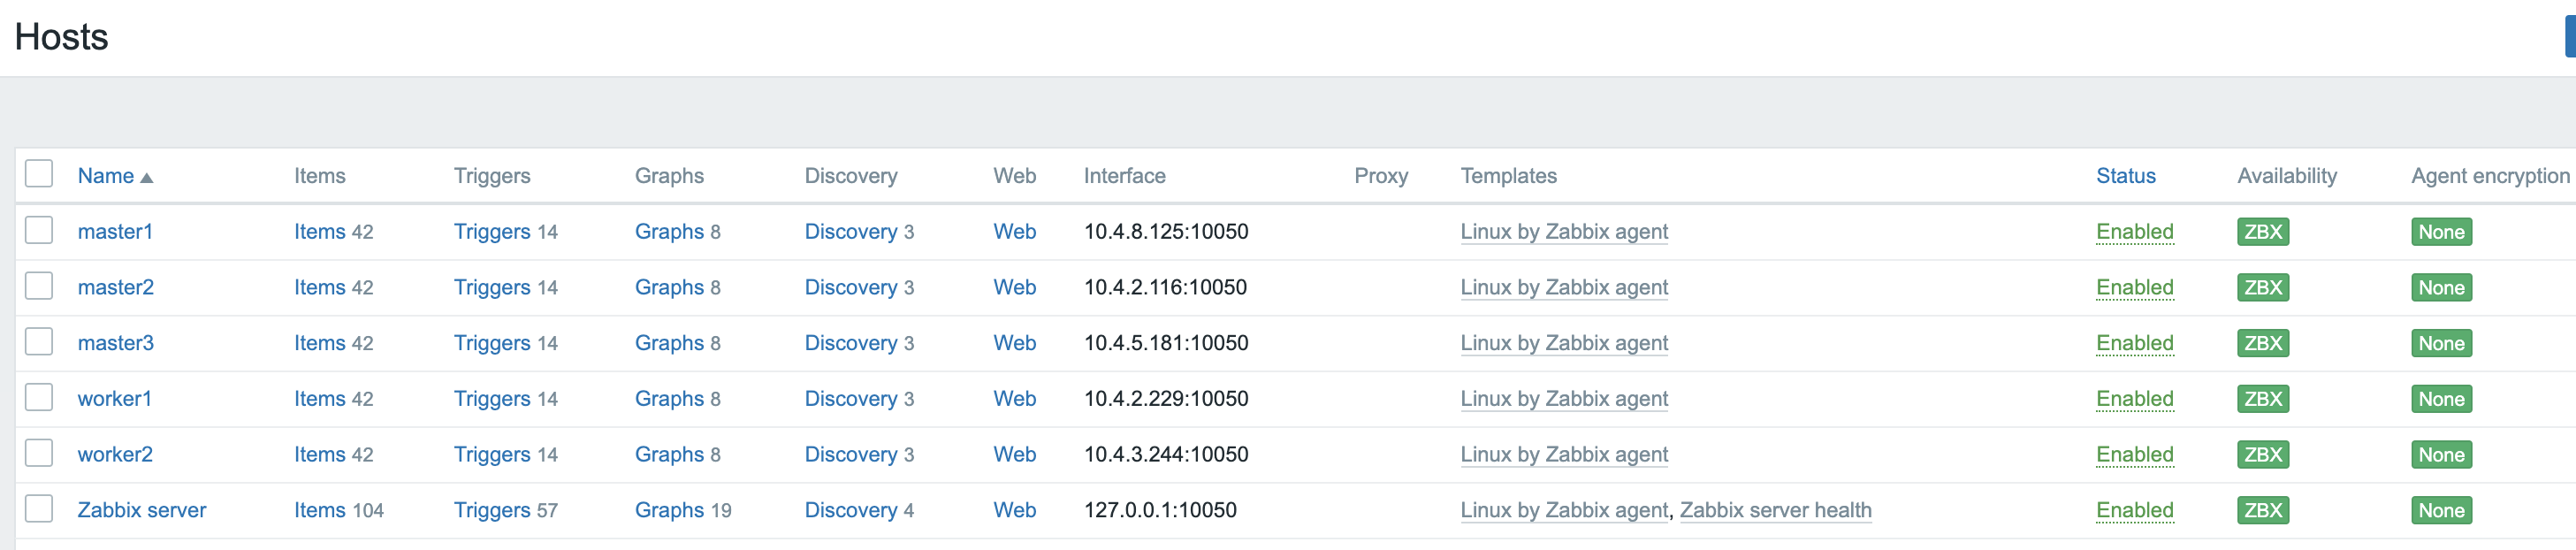 Hosts
Name ▲ Items Triggers Graphs Discovery Web Interface Proxy Templates Status Availability Agent encryption
master1 Items 42 Triggers 14 Graphs 8 Discovery 3 Web 10.4.8.125:10050 Linux by Zabbix agent Enabled ZBX None
master2 Items 42 Triggers 14 Graphs 8 Discovery 3 Web 10.4.2.116:10050 Linux by Zabbix agent Enabled ZBX None
master3 Items 42 Triggers 14 Graphs 8 Discovery 3 Web 10.4.5.181:10050 Linux by Zabbix agent Enabled ZBX None
worker1 Items 42 Triggers 14 Graphs 8 Discovery 3 Web 10.4.2.229:10050 Linux by Zabbix agent Enabled ZBX None
worker2 Items 42 Triggers 14 Graphs 8 Discovery 3 Web 10.4.3.244:10050 Linux by Zabbix agent Enabled ZBX None
Zabbix server Items 104 Triggers 57 Graphs 19 Discovery 4 Web 127.0.0.1:10050 Linux by Zabbix agent, Zabbix server health Enabled ZBX None